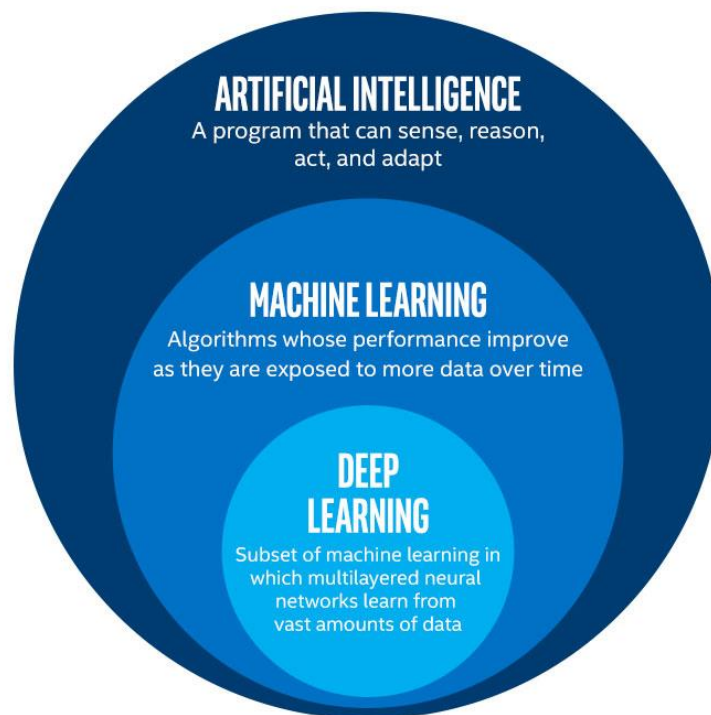 ARTIFICIAL INTELLIGENCE
A program that can sense, reason,
act, and adapt
MACHINE LEARNING
Algorithms whose performance improve
as they are exposed to more data over time
DEEP
LEARNING
Subset of machine learning in
which multilayered neural
networks learn from
vast amounts of data